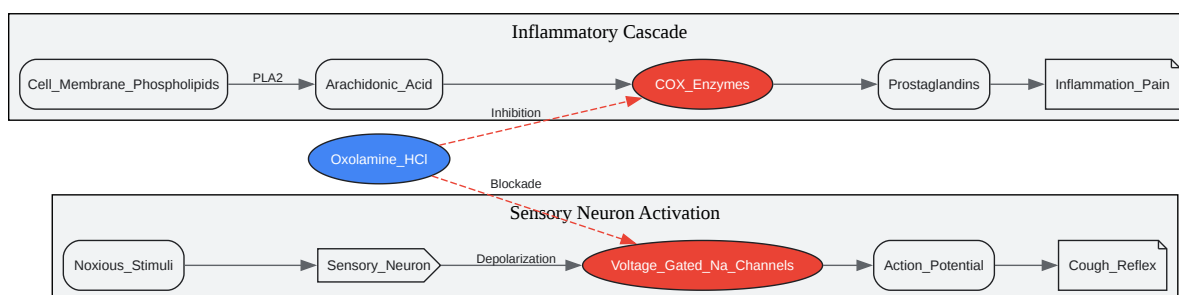 Inflammatory Cascade
Cell_Membrane_Phospholipids
PLA2
Arachidonic_Acid
COX_Enzymes
Prostaglandins
Inflammation_Pain
Inhibition
Oxolamine_HCl
Blockade
Sensory Neuron Activation
Noxious_Stimuli
Sensory_Neuron
Depolarization
Voltage_Gated_Na_Channels
Action_Potential
Cough_Reflex